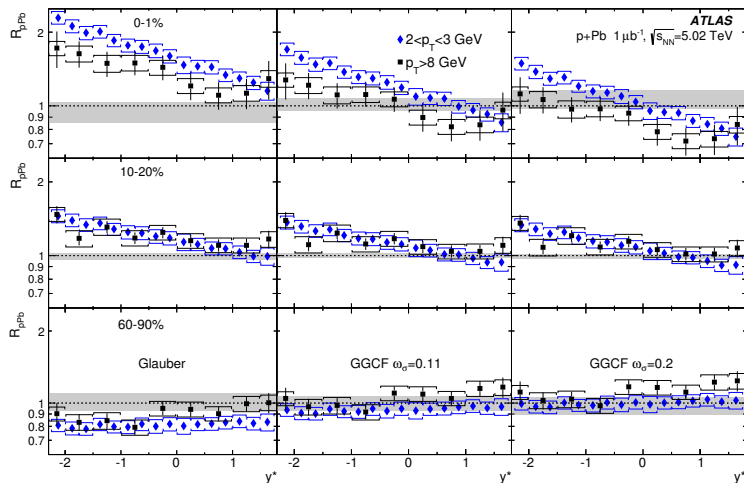 R_pPb
2
1
0.9
0.8
0.7
0-1%
2<p_T<3 GeV
p_T>8 GeV
ATLAS
p+Pb 1 μb⁻¹, √s_NN=5.02 TeV
R_pPb
2
1
0.9
0.8
0.7
10-20%
R_pPb
2
1
0.9
0.8
0.7
60-90%
Glauber
GGCF ω_σ=0.11
GGCF ω_σ=0.2
-2 -1 0 1 y*
-2 -1 0 1 y*
-2 -1 0 1 y*